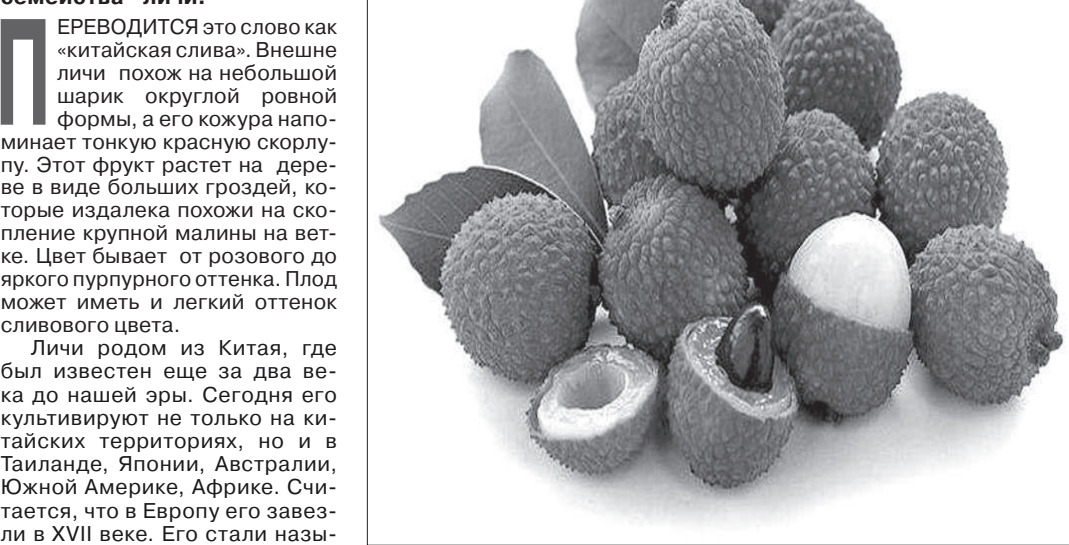 семейства личи.
ПЕРЕВОДИТСЯ это слово как
«китайская слива». Внешне
личи похож на небольшой
шарик округлой ровной
формы, а его кожура напо-
минает тонкую красную скорлу-
пу. Этот фрукт растет на дере-
ве в виде больших гроздей, ко-
торые издалека похожи на ско-
пление крупной малины на вет-
ке. Цвет бывает от розового до
яркого пурпурного оттенка. Плод
может иметь и легкий оттенок
сливового цвета.
Личи родом из Китая, где
был известен еще за два ве-
ка до нашей эры. Сегодня его
культивируют не только на ки-
тайских территориях, но и в
Таиланде, Японии, Австралии,
Южной Америке, Африке. Счи-
тается, что в Европу его завез-
ли в XVII веке. Его стали назы-